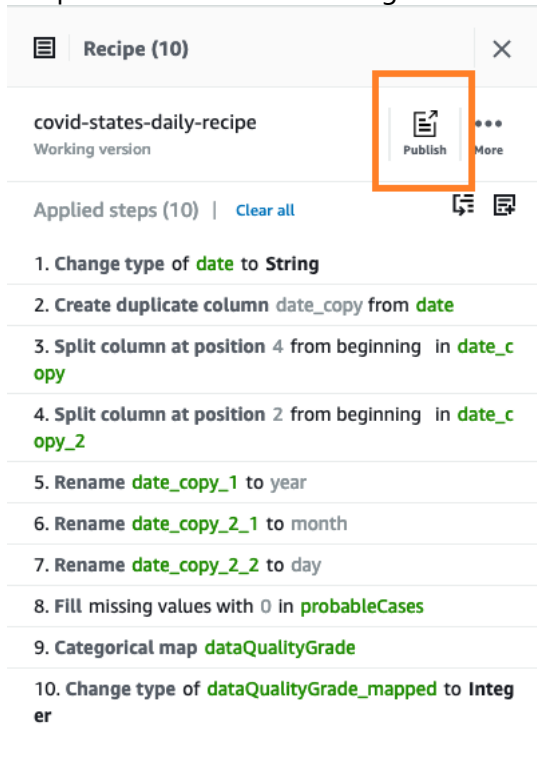 Recipe (10)
covid-states-daily-recipe
Working version
Publish
More
Applied steps (10) | Clear all
1. Change type of date to String
2. Create duplicate column date_copy from date
3. Split column at position 4 from beginning in date_c
opy
4. Split column at position 2 from beginning in date_c
opy_2
5. Rename date_copy_1 to year
6. Rename date_copy_2_1 to month
7. Rename date_copy_2_2 to day
8. Fill missing values with 0 in probableCases
9. Categorical map dataQualityGrade
10. Change type of dataQualityGrade_mapped to Integ
er